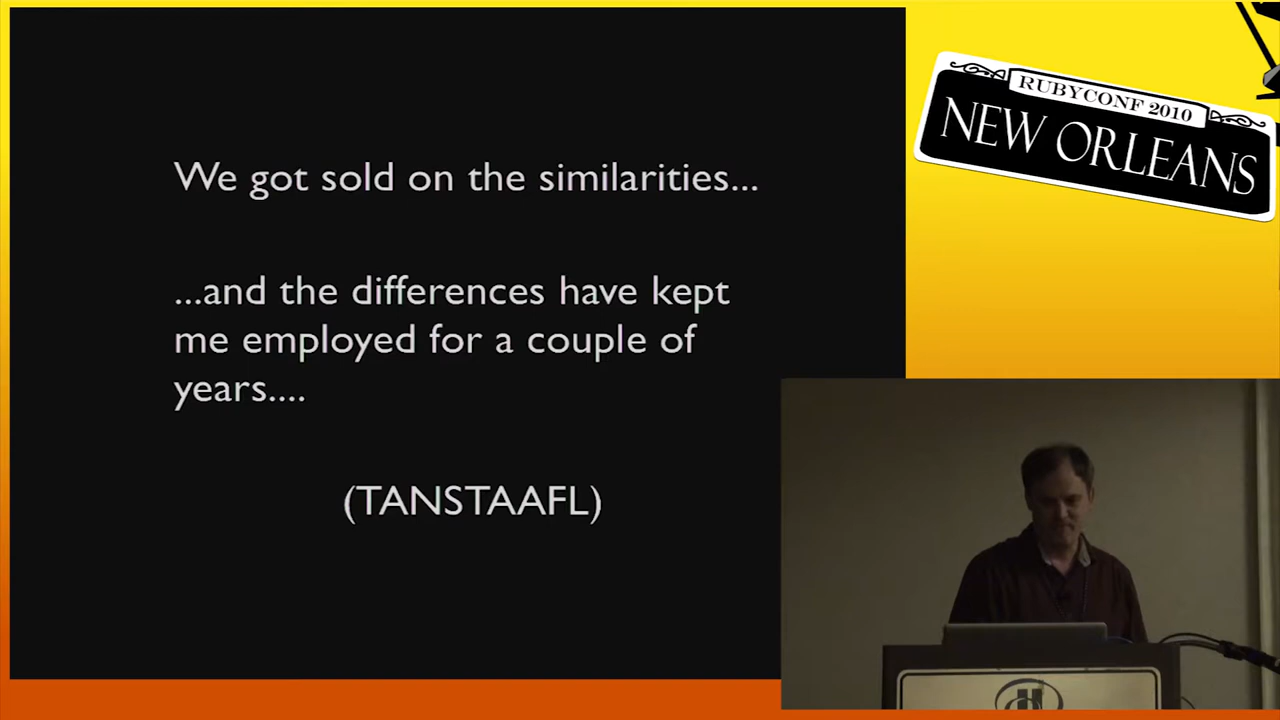 We got sold on the similarities...
...and the differences have kept
me employed for a couple of
years....
(TANSTAAFL)
RUBYCONF 2010
NEW ORLEANS